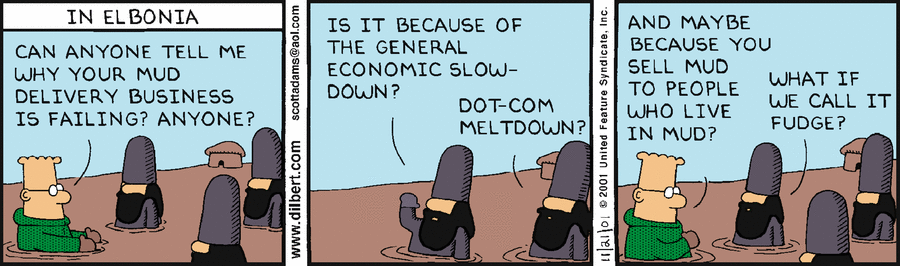 IN ELBONIA
CAN ANYONE TELL ME
WHY YOUR MUD
DELIVERY BUSINESS
IS FAILING? ANYONE?
www.dilbert.com
scottadams@aol.com
IS IT BECAUSE OF
THE GENERAL
ECONOMIC SLOW-
DOWN?
DOT-COM
MELTDOWN?
11/21/01 © 2001 United Feature Syndicate, Inc.
AND MAYBE
BECAUSE YOU
SELL MUD
TO PEOPLE
WHO LIVE
IN MUD?
WHAT IF
WE CALL IT
FUDGE?